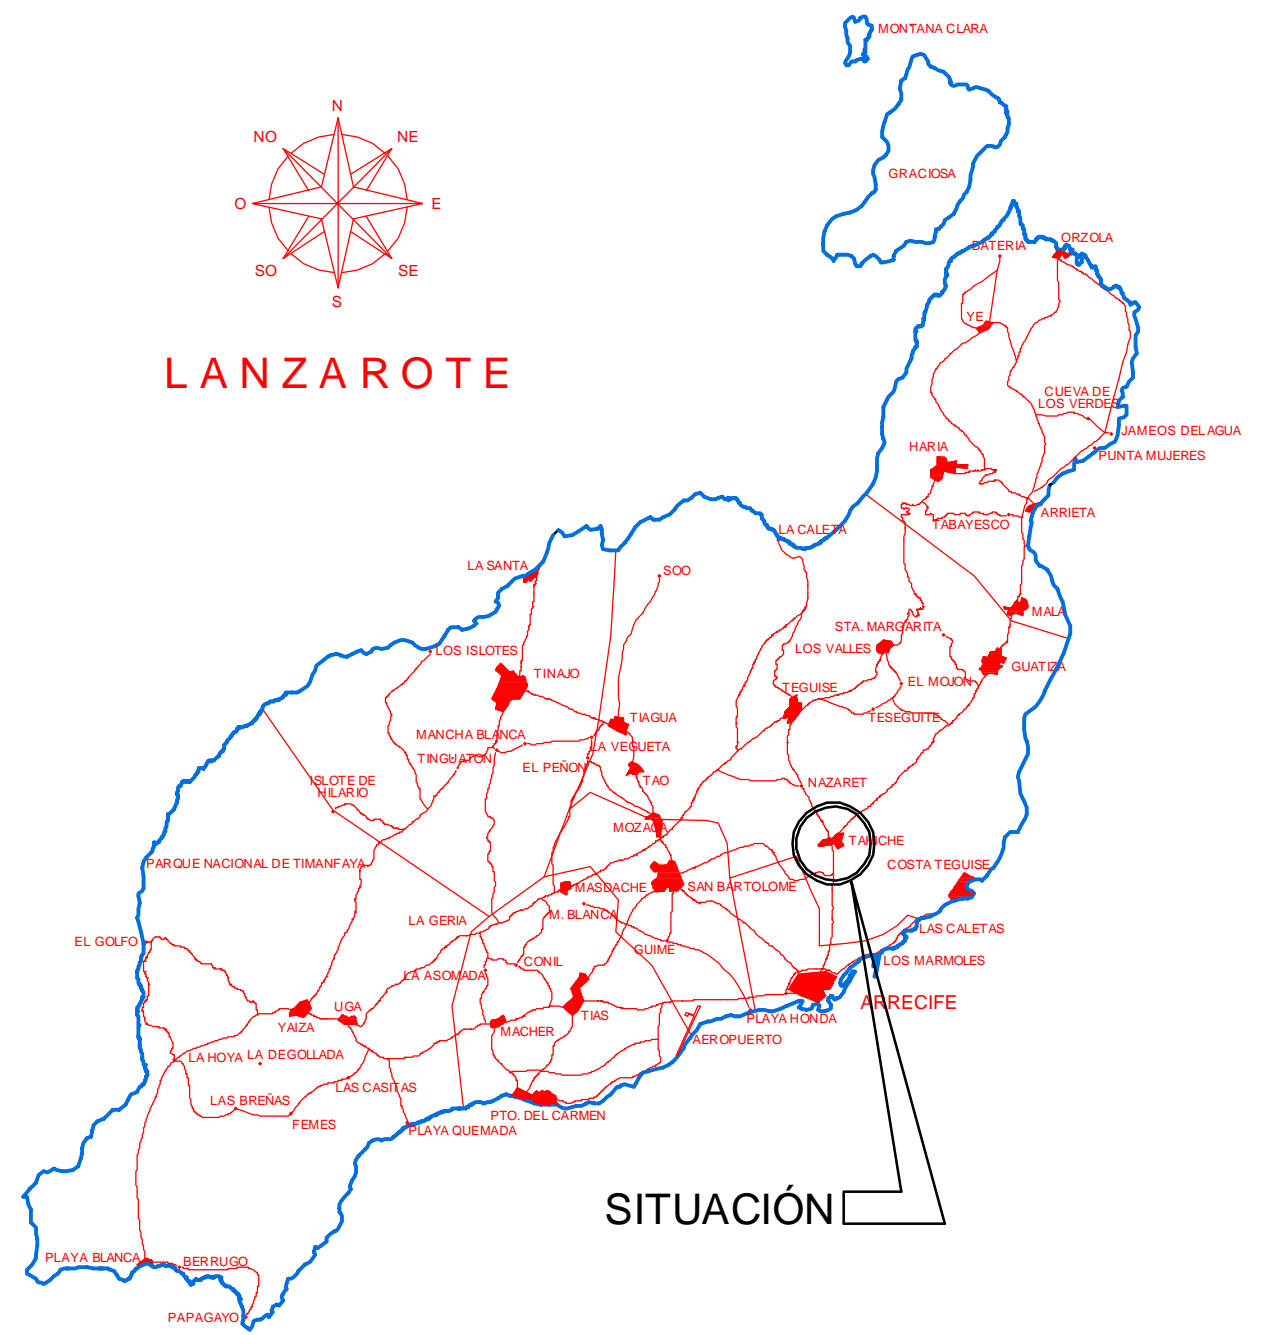 MONTANA CLARA
N
NO
NE
GRACIOSA
O
E
ORZOLA
BATERIA
SO
SE
S
YE
LANZAROTE
CUEVA DE
LOS VERDES
JAMEOS DEL AGUA
HARIA
PUNTA MUJERES
ARRIETA
TABAYESCO
LA CALETA
LA SANTA
SOO
MALA
STA. MARGARITA
LOS VALLES
LOS ISLOTES
GUATIZA
TINAJO
EL MOJON
TEGUISE
TIAGUA
TESEGUITE
MANCHA BLANCA
LA VEGUETA
TINGUATON
EL PEÑON
TAO
NAZARET
ISLOTE DE
HILARIO
MOZAGA
TAHICHE
PARQUE NACIONAL DE TIMANFAYA
COSTA TEGUISE
MASDACHE
SAN BARTOLOME
M. BLANCA
LA GERIA
LAS CALETAS
EL GOLFO
GUIME
LOS MARMOLES
CONIL
LA ASOMADA
ARRECIFE
UGA
TIAS
PLAYA HONDA
YAIZA
MACHER
AEROPUERTO
LA HOYA
LA DEGOLLADA
LAS CASITAS
LAS BREÑAS
PTO. DEL CARMEN
FEMES
PLAYA QUEMADA
SITUACIÓN
PLAYA BLANCA
BERRUGO
PAPAGAYO